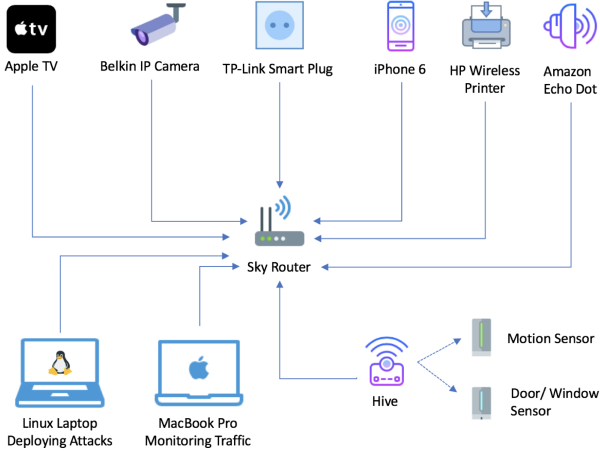 tv
Apple TV
Belkin IP Camera
TP-Link Smart Plug
iPhone 6
HP Wireless
Printer
Amazon
Echo Dot
Sky Router
Linux Laptop
Deploying Attacks
MacBook Pro
Monitoring Traffic
Hive
Motion Sensor
Door/ Window
Sensor